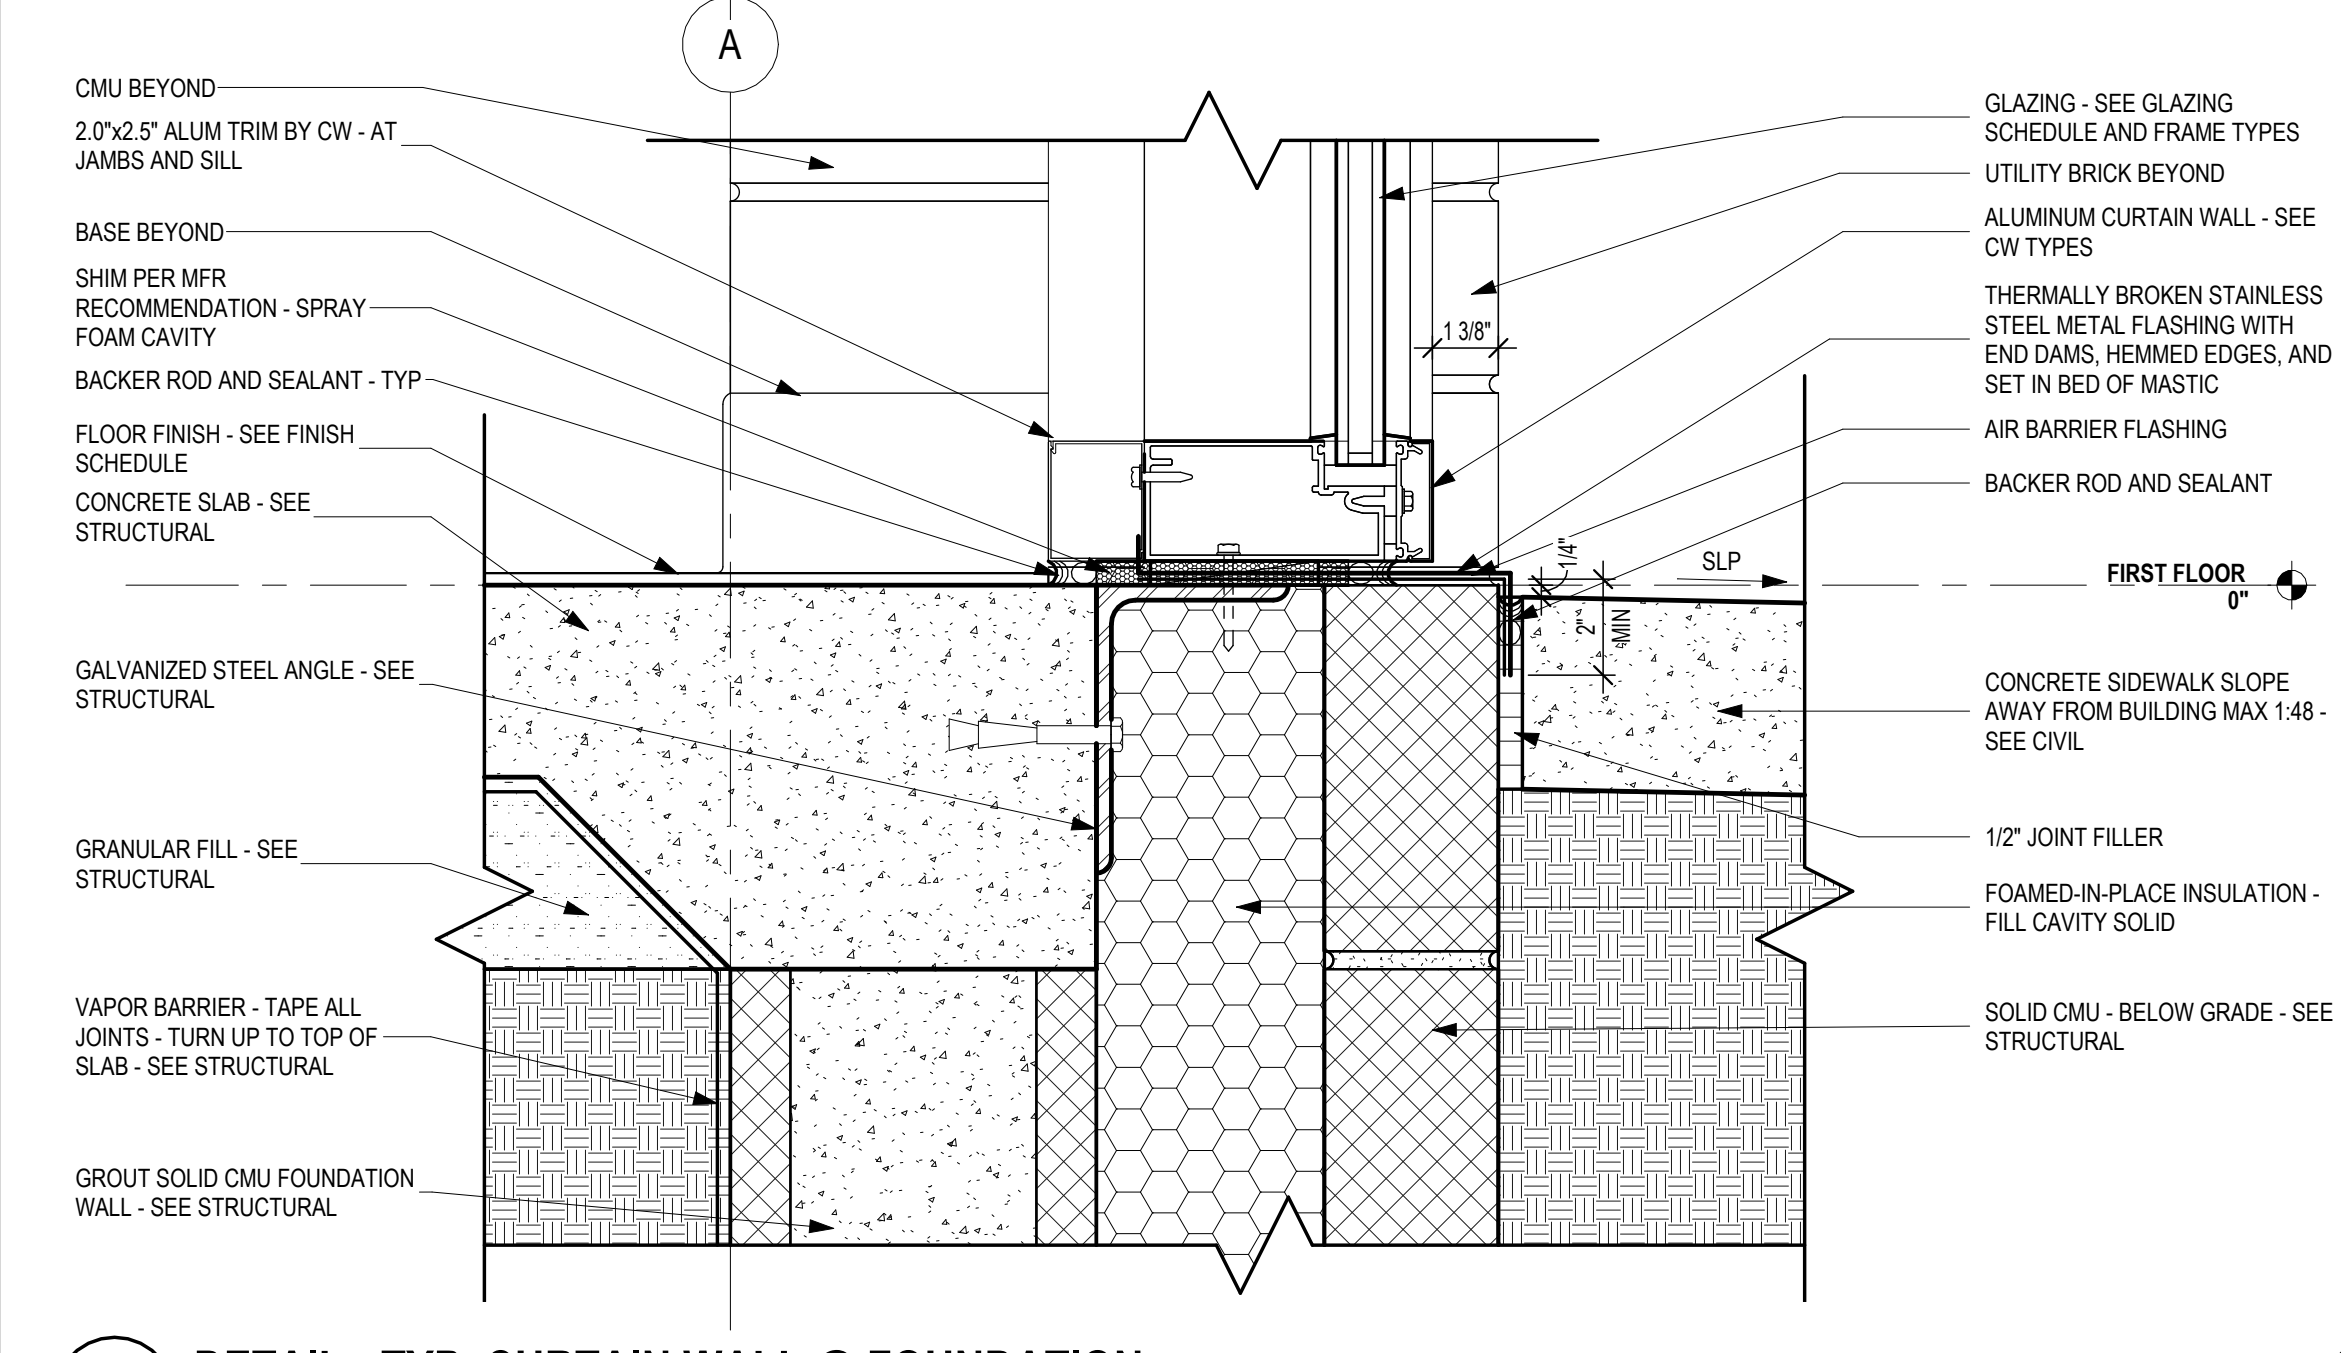 A
CMU BEYOND
2.0"x2.5" ALUM TRIM BY CW - AT
JAMBS AND SILL
BASE BEYOND
SHIM PER MFR
RECOMMENDATION - SPRAY
FOAM CAVITY
BACKER ROD AND SEALANT - TYP
FLOOR FINISH - SEE FINISH
SCHEDULE
CONCRETE SLAB - SEE
STRUCTURAL
GALVANIZED STEEL ANGLE - SEE
STRUCTURAL
GRANULAR FILL - SEE
STRUCTURAL
VAPOR BARRIER - TAPE ALL
JOINTS - TURN UP TO TOP OF
SLAB - SEE STRUCTURAL
GROUT SOLID CMU FOUNDATION
WALL - SEE STRUCTURAL
1 3/8"
1/4"
2"
MIN
SLP
GLAZING - SEE GLAZING
SCHEDULE AND FRAME TYPES
UTILITY BRICK BEYOND
ALUMINUM CURTAIN WALL - SEE
CW TYPES
THERMALLY BROKEN STAINLESS
STEEL METAL FLASHING WITH
END DAMS, HEMMED EDGES, AND
SET IN BED OF MASTIC
AIR BARRIER FLASHING
BACKER ROD AND SEALANT
FIRST FLOOR
0"
CONCRETE SIDEWALK SLOPE
AWAY FROM BUILDING MAX 1:48 -
SEE CIVIL
1/2" JOINT FILLER
FOAMED-IN-PLACE INSULATION -
FILL CAVITY SOLID
SOLID CMU - BELOW GRADE - SEE
STRUCTURAL
DETAIL - TYP. CURTAIN WALL @ FOUNDATION